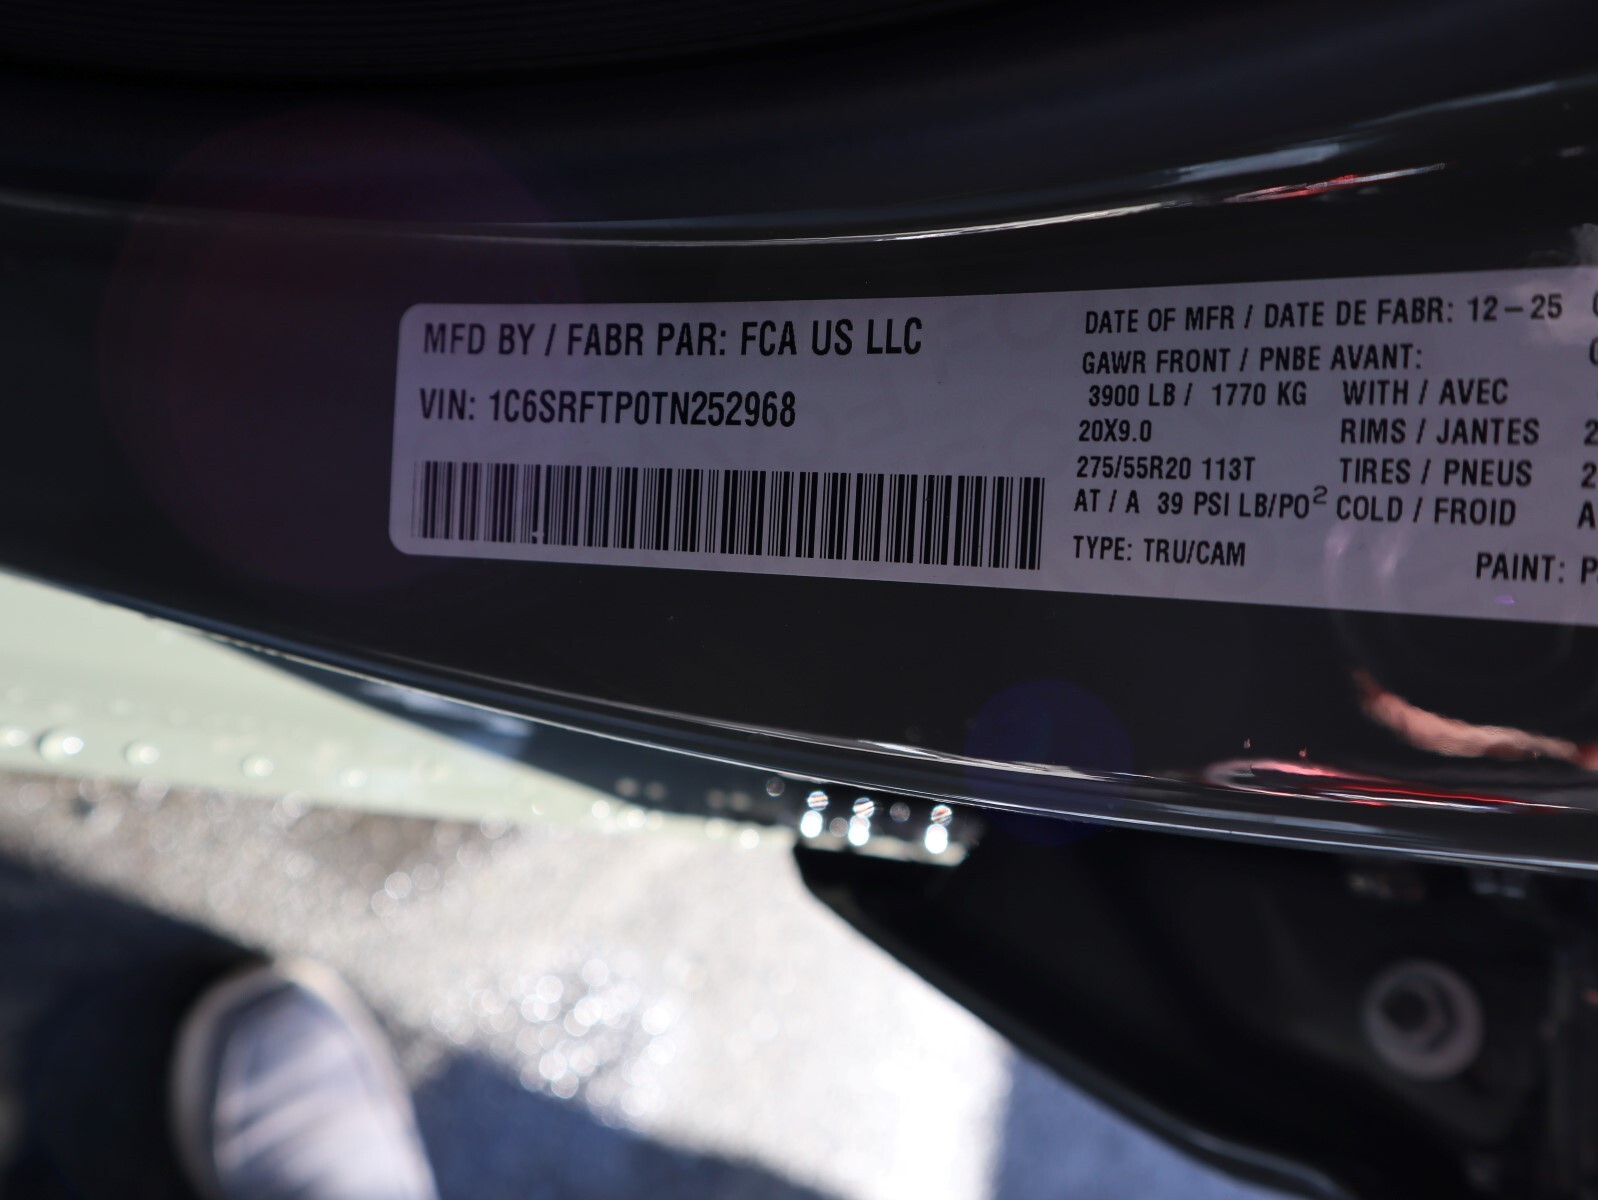 MFD BY / FABR PAR: FCA US LLC
VIN: 1C6SRFTP0TN252968
DATE OF MFR / DATE DE FABR: 12-25
GAWR FRONT / PNBE AVANT:
3900 LB / 1770 KG WITH / AVEC
20X9.0 RIMS / JANTES
275/55R20 113T TIRES / PNEUS
AT / A 39 PSI LB/PO² COLD / FROID
TYPE: TRU/CAM PAINT: